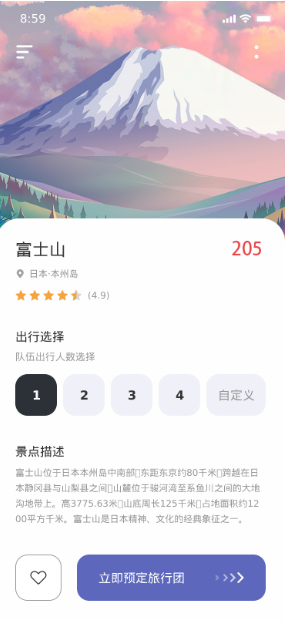 8:59
富士山 205
日本·本州岛
(4.9)
出行选择
队伍出行人数选择
1 2 3 4 自定义
景点描述
富士山位于日本本州岛中南部▯东距东京约80千米▯跨越在日
本静冈县与山梨县之间▯山麓位于骏河湾至系鱼川之间的大地
沟地带上。高3775.63米▯山底周长125千米▯占地面积约12
00平方千米。富士山是日本精神、文化的经典象征之一。
立即预定旅行团